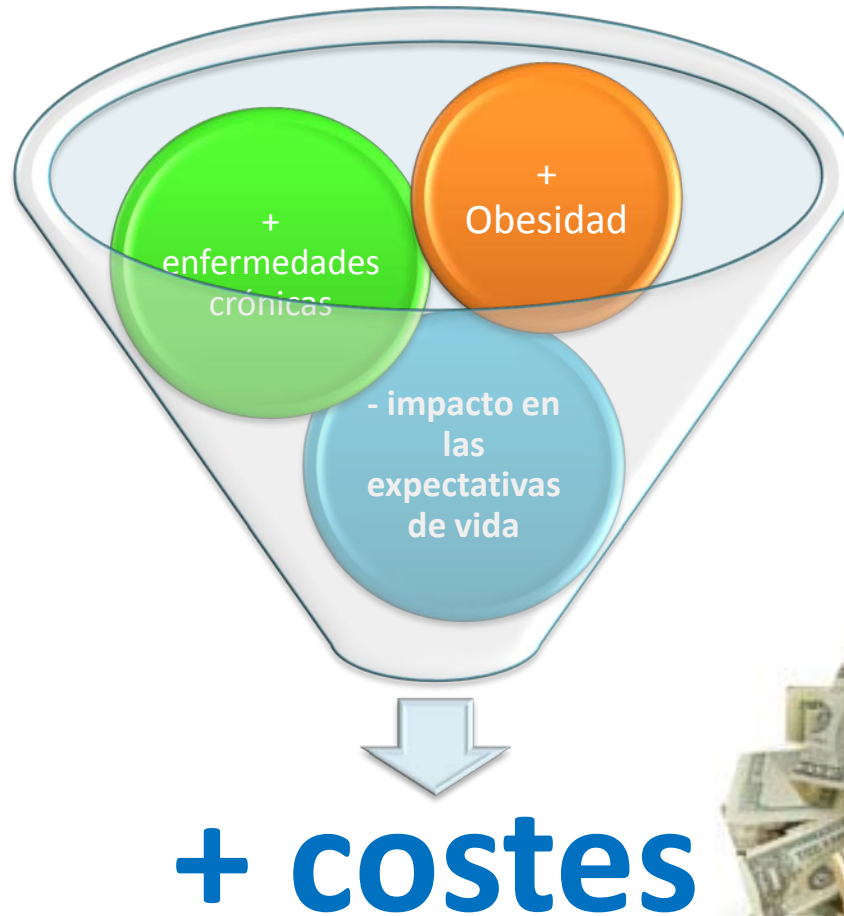 +
enfermedades
crónicas
+
Obesidad
- impacto en
las
expectativas
de vida
+ costes